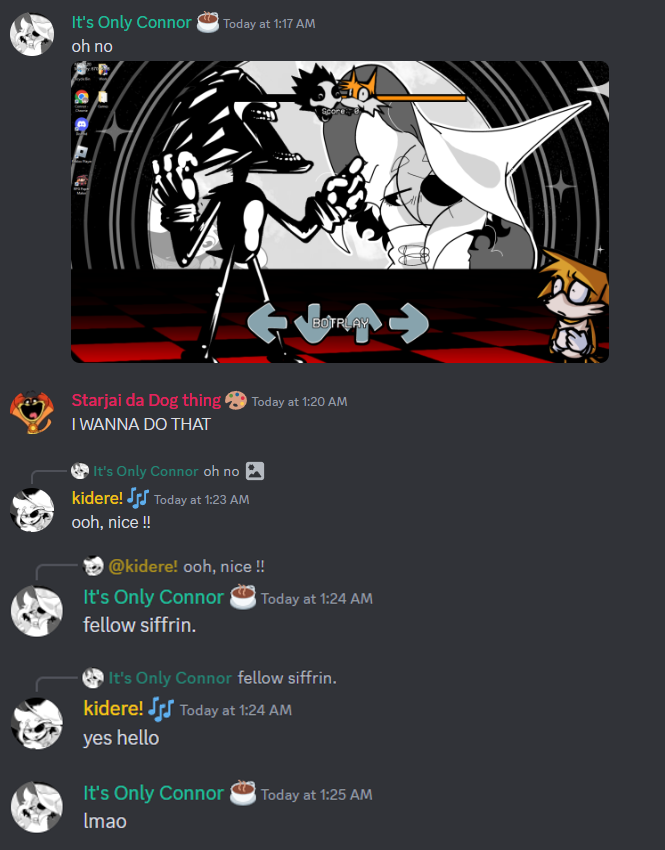 It's Only Connor Today at 1:17 AM
oh no
Score: 0
BOTPLAY
Starjai da Dog thing Today at 1:20 AM
I WANNA DO THAT
It's Only Connor oh no
kidere! Today at 1:23 AM
ooh, nice !!
@kidere! ooh, nice !!
It's Only Connor Today at 1:24 AM
fellow siffrin.
It's Only Connor fellow siffrin.
kidere! Today at 1:24 AM
yes hello
It's Only Connor Today at 1:25 AM
lmao